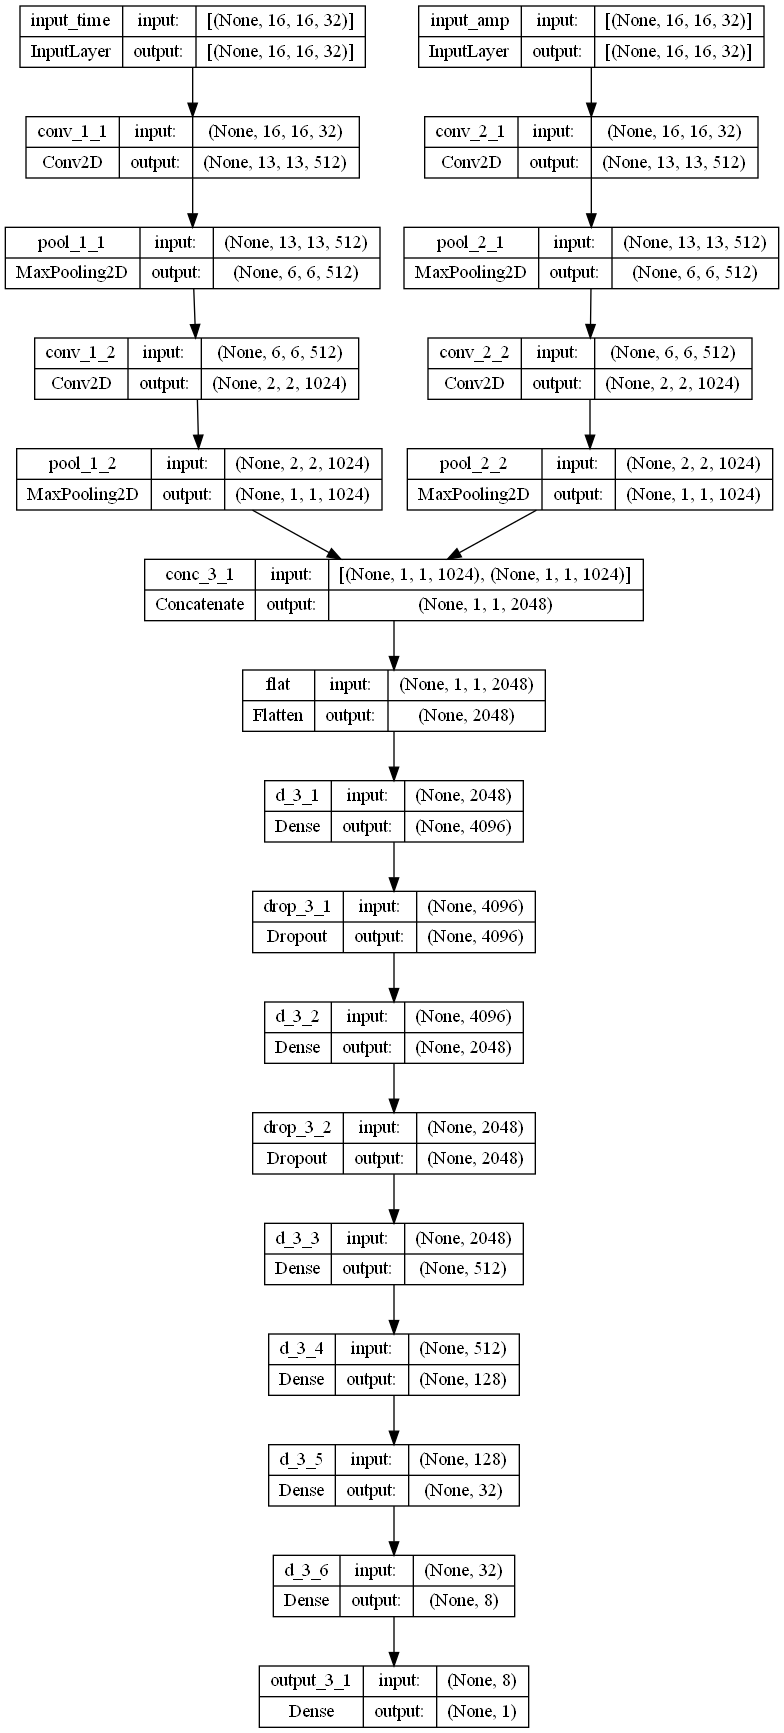 input_time input: [(None, 16, 16, 32)]
InputLayer output: [(None, 16, 16, 32)]
input_amp input: [(None, 16, 16, 32)]
InputLayer output: [(None, 16, 16, 32)]
conv_1_1 input: (None, 16, 16, 32)
Conv2D output: (None, 13, 13, 512)
conv_2_1 input: (None, 16, 16, 32)
Conv2D output: (None, 13, 13, 512)
pool_1_1 input: (None, 13, 13, 512)
MaxPooling2D output: (None, 6, 6, 512)
pool_2_1 input: (None, 13, 13, 512)
MaxPooling2D output: (None, 6, 6, 512)
conv_1_2 input: (None, 6, 6, 512)
Conv2D output: (None, 2, 2, 1024)
conv_2_2 input: (None, 6, 6, 512)
Conv2D output: (None, 2, 2, 1024)
pool_1_2 input: (None, 2, 2, 1024)
MaxPooling2D output: (None, 1, 1, 1024)
pool_2_2 input: (None, 2, 2, 1024)
MaxPooling2D output: (None, 1, 1, 1024)
conc_3_1 input: [(None, 1, 1, 1024), (None, 1, 1, 1024)]
Concatenate output: (None, 1, 1, 2048)
flat input: (None, 1, 1, 2048)
Flatten output: (None, 2048)
d_3_1 input: (None, 2048)
Dense output: (None, 4096)
drop_3_1 input: (None, 4096)
Dropout output: (None, 4096)
d_3_2 input: (None, 4096)
Dense output: (None, 2048)
drop_3_2 input: (None, 2048)
Dropout output: (None, 2048)
d_3_3 input: (None, 2048)
Dense output: (None, 512)
d_3_4 input: (None, 512)
Dense output: (None, 128)
d_3_5 input: (None, 128)
Dense output: (None, 32)
d_3_6 input: (None, 32)
Dense output: (None, 8)
output_3_1 input: (None, 8)
Dense output: (None, 1)